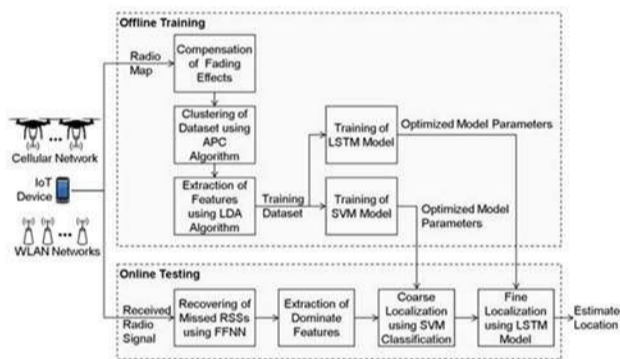 Offline Training
Radio
Map
Compensation
of Fading
Effects
Clustering of
Dataset using
APC
Algorithm
Extraction of
Features
using LDA
Algorithm
Training
Dataset
Training of
LSTM Model
Optimized Model Parameters
Training of
SVM Model
Optimized Model
Parameters
Cellular Network
IoT
Device
WLAN Networks
Online Testing
Received
Radio
Signal
Recovering of
Missed RSSs
using FFNN
Extraction of
Dominate
Features
Coarse
Localization
using SVM
Classification
Fine
Localization
using LSTM
Model
Estimate
Location